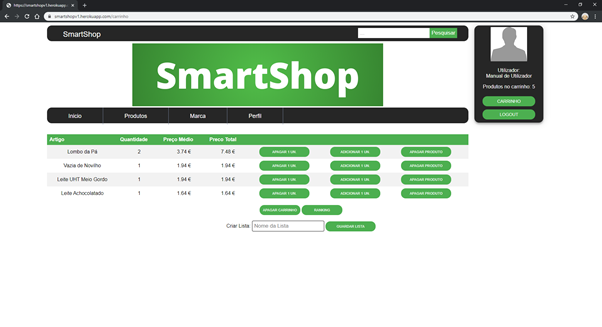 https://smartshopv1.herokuapp.
smartshopv1.herokuapp.com/carrinho
SmartShop
Pesquisar
SmartShop
Utilizador
Manual de Utilizador
Produtos no carrinho: 5
CARRINHO
LOGOUT
Inicio Produtos Marca Perfil
Artigo Quantidade Preço Médio Preco Total
Lombo da Pá 2 3.74 € 7.48 € APAGAR 1 UN ADICIONAR 1 UN APAGAR PRODUTO
Vazia de Novilho 1 1.94 € 1.94 € APAGAR 1 UN ADICIONAR 1 UN APAGAR PRODUTO
Leite UHT Meio Gordo 1 1.94 € 1.94 € APAGAR 1 UN ADICIONAR 1 UN APAGAR PRODUTO
Leite Achocolatado 1 1.64 € 1.64 € APAGAR 1 UN ADICIONAR 1 UN APAGAR PRODUTO
APAGAR CARRINHO RANKING
Criar Lista: Nome da Lista GUARDAR LISTA